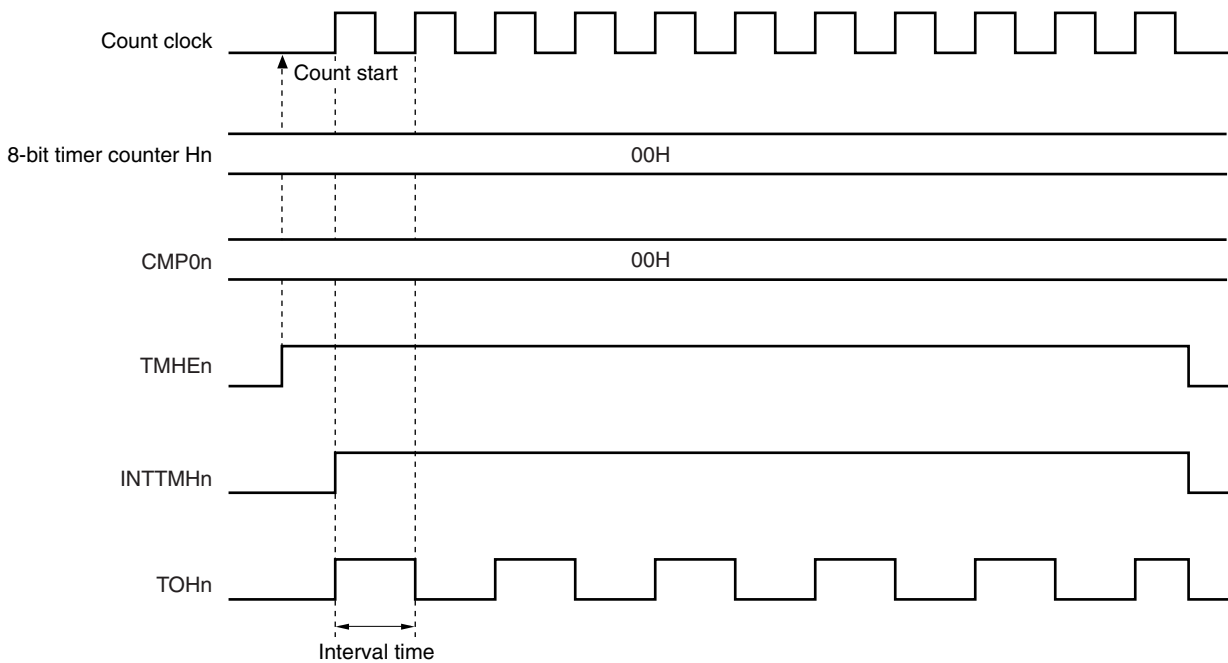 Count clock
Count start
8-bit timer counter Hn
00H
CMP0n
00H
TMHEn
INTTMHn
TOHn
Interval time